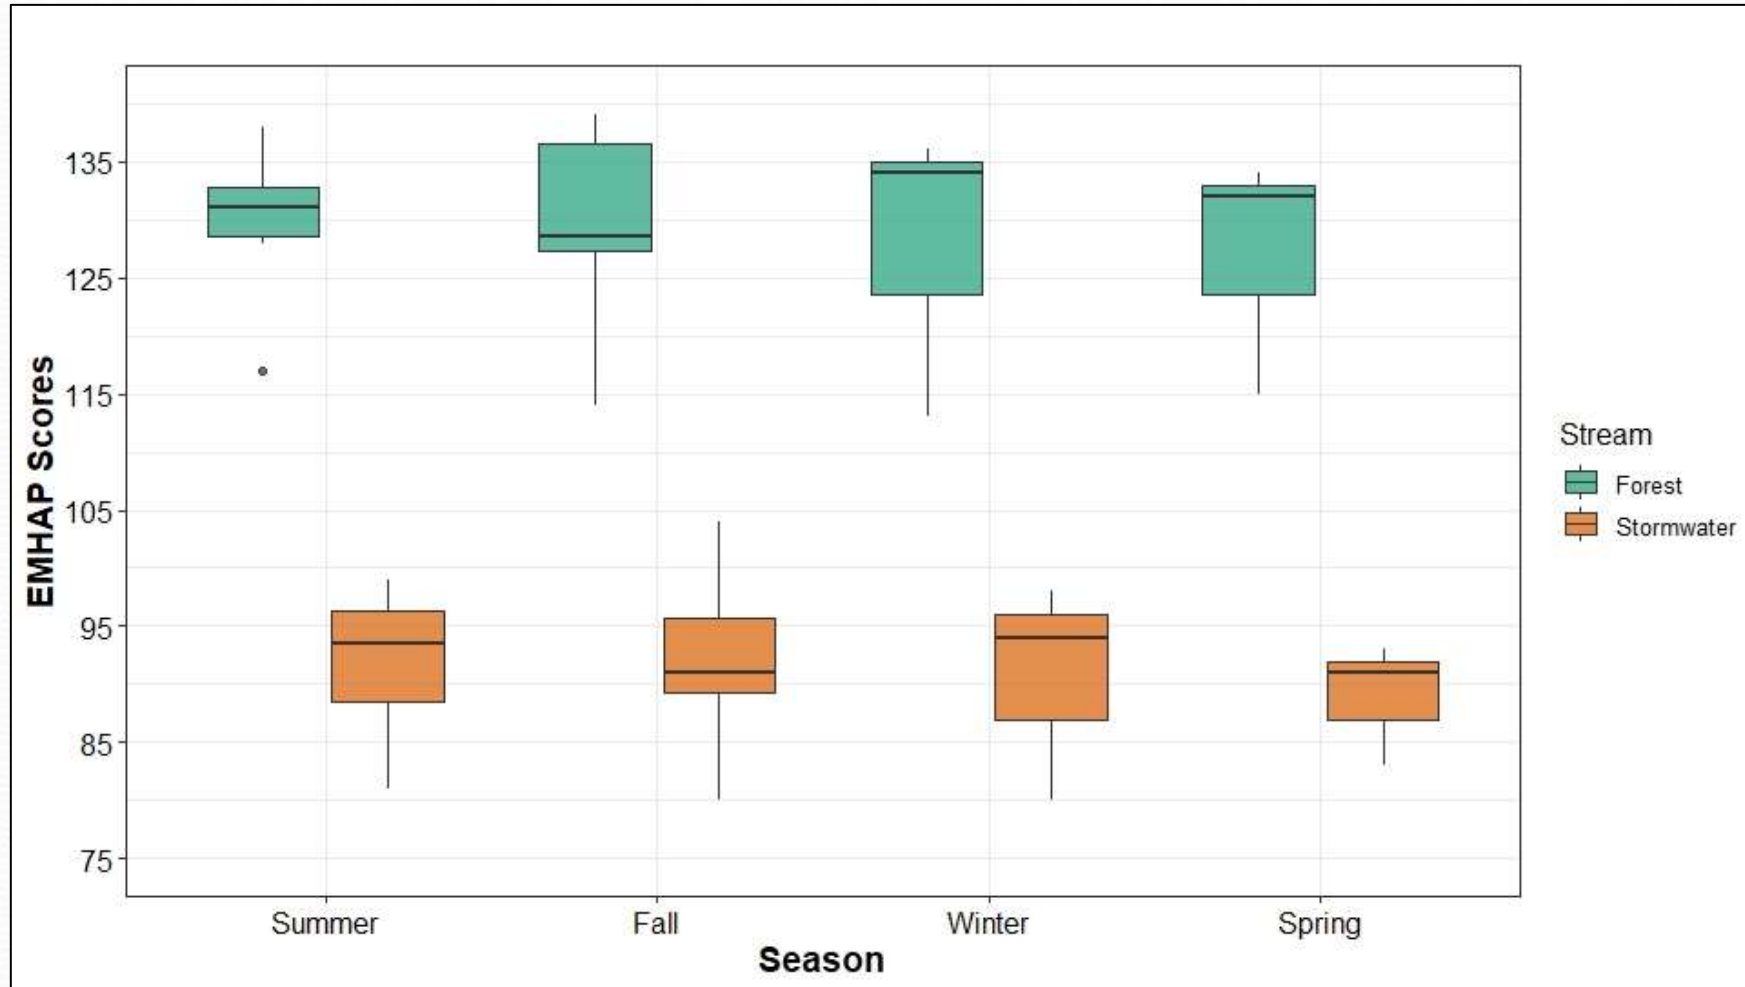 135
125
115
105
95
85
75
EMHAP Scores
Summer
Fall
Winter
Spring
Season
Stream
Forest
Stormwater